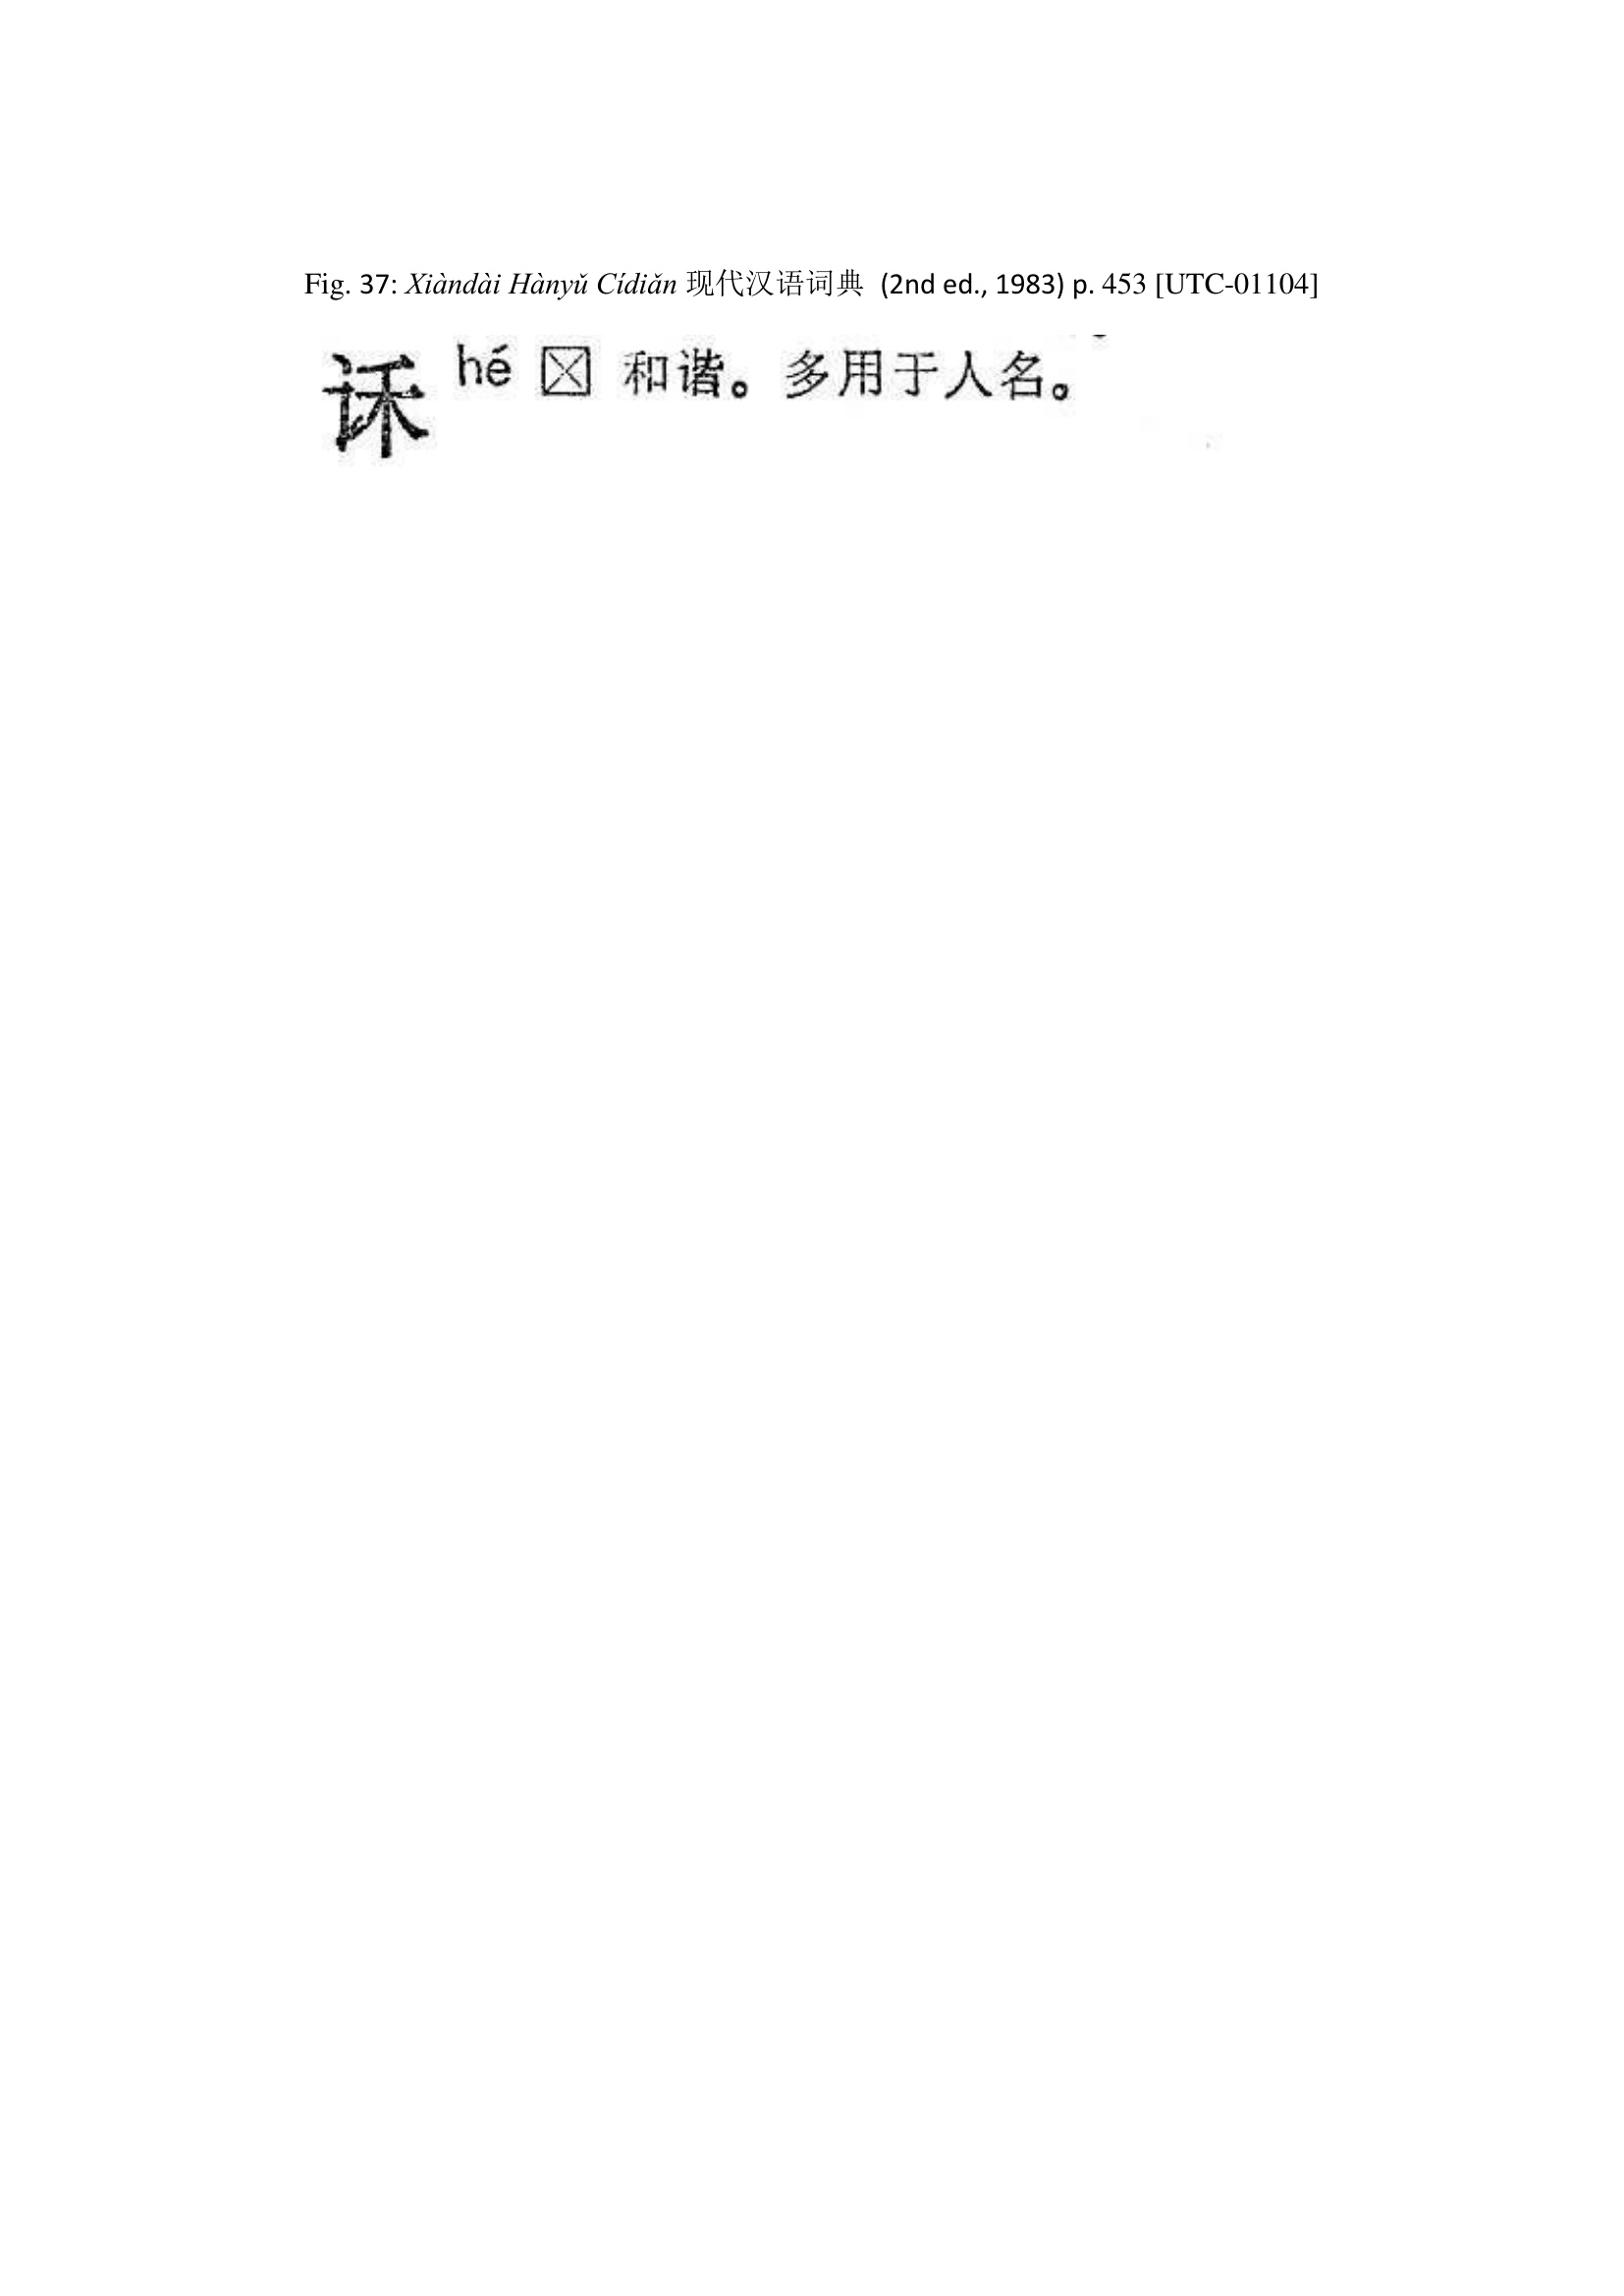 Fig. 37: Xiàndài Hànyǔ Cídiǎn 现代汉语词典 (2nd ed., 1983) p. 453 [UTC-01104]
𫟞 hé ☒ 和谐。多用于人名。